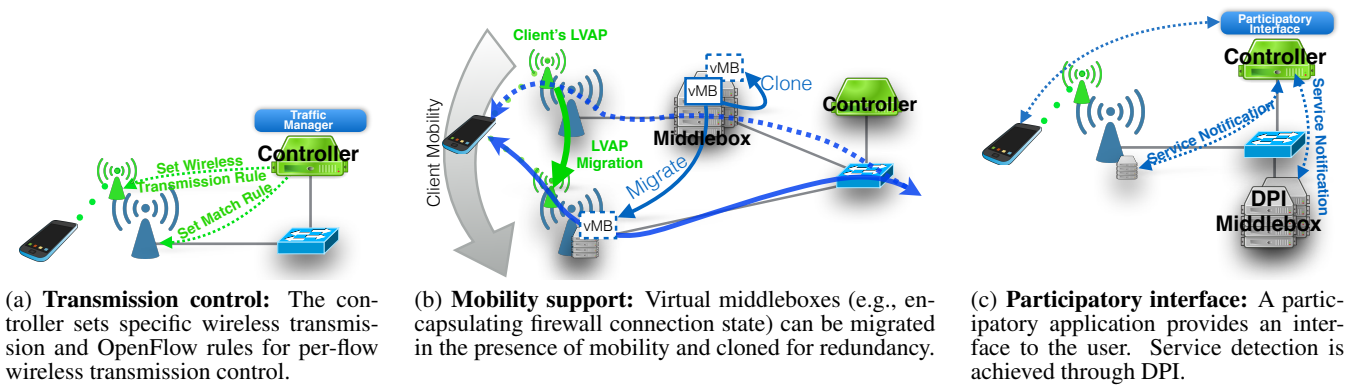 Traffic
Manager
Controller
Set Wireless
Transmission Rule
Set Match Rule
(a) Transmission control: The con-
troller sets specific wireless transmis-
sion and OpenFlow rules for per-flow
wireless transmission control.
Client's LVAP
vMB
vMB
Clone
Middlebox
Controller
Client Mobility
LVAP
Migration
Migrate
vMB
(b) Mobility support: Virtual middleboxes (e.g., en-
capsulating firewall connection state) can be migrated
in the presence of mobility and cloned for redundancy.
Participatory
Interface
Controller
Service Notification
Service Notification
DPI
Middlebox
(c) Participatory interface: A partic-
ipatory application provides an inter-
face to the user. Service detection is
achieved through DPI.